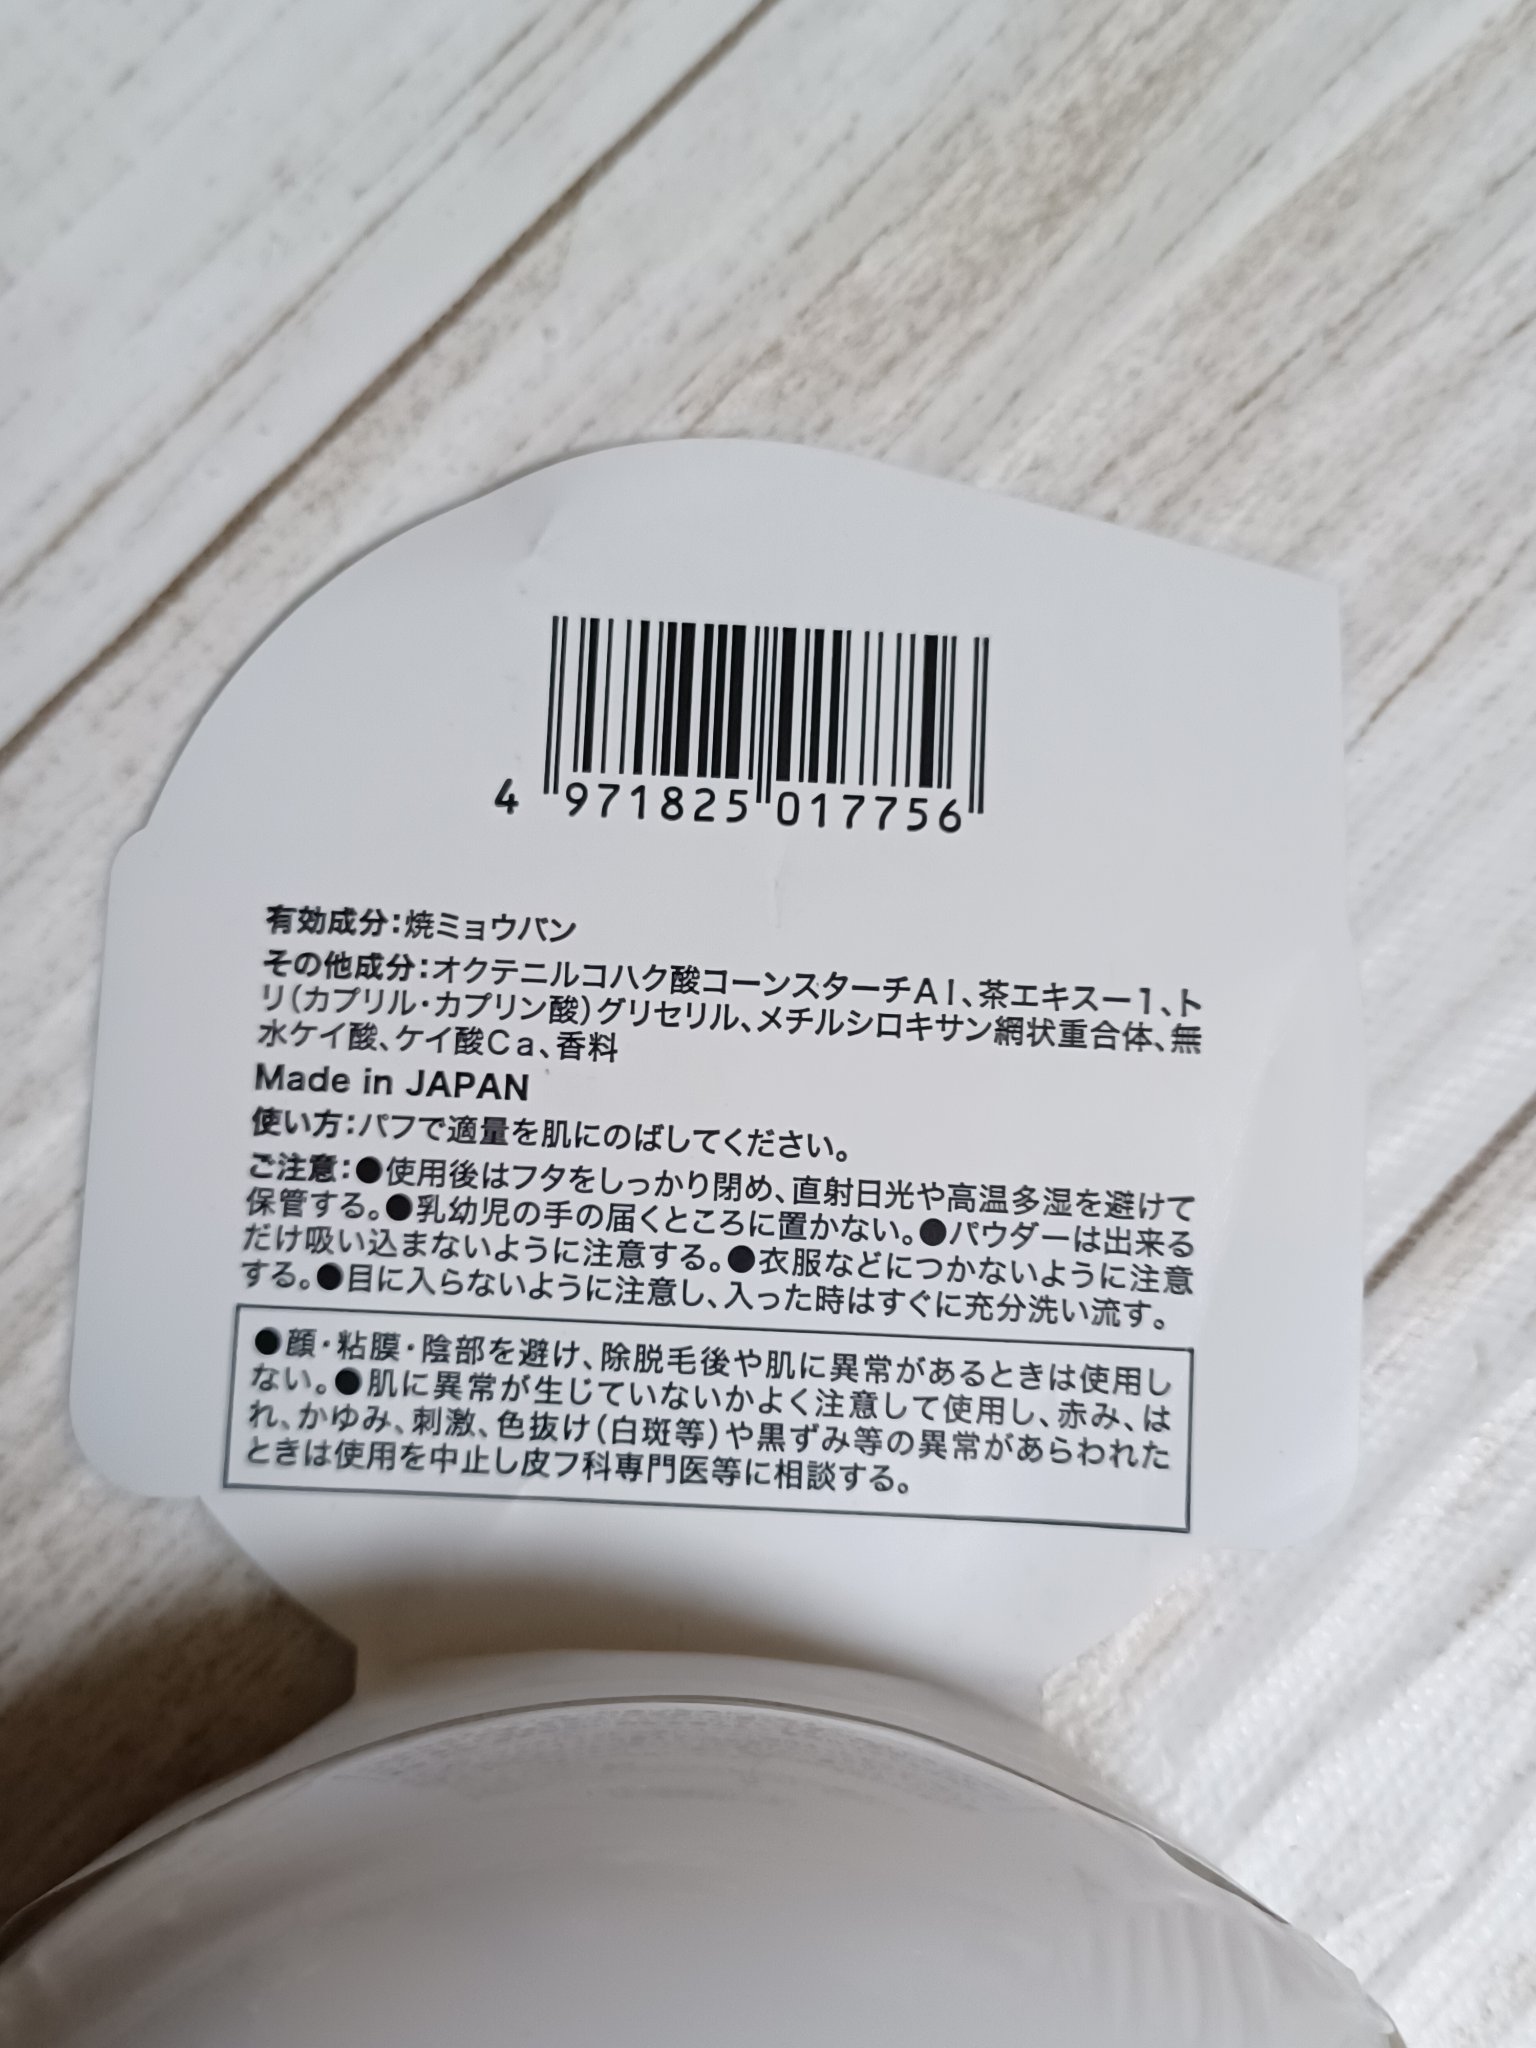 4 971825 017756
有効成分：焼ミョウバン
その他成分：オクテニルコハク酸コーンスターチＡｌ、茶エキス－１、ト
リ（カプリル・カプリン酸）グリセリル、メチルシロキサン網状重合体、無
水ケイ酸、ケイ酸Ｃａ、香料
Made in JAPAN
使い方：パフで適量を肌にのばしてください。
ご注意：●使用後はフタをしっかり閉め、直射日光や高温多湿を避けて
保管する。●乳幼児の手の届くところに置かない。●パウダーは出来る
だけ吸い込まないように注意する。●衣服などにつかないように注意
する。●目に入らないように注意し、入った時はすぐに充分洗い流す。
●顔・粘膜・陰部を避け、除脱毛後や肌に異常があるときは使用し
ない。●肌に異常が生じていないかよく注意して使用し、赤み、は
れ、かゆみ、刺激、色抜け（白斑等）や黒ずみ等の異常があらわれた
ときは使用を中止し皮フ科専門医等に相談する。